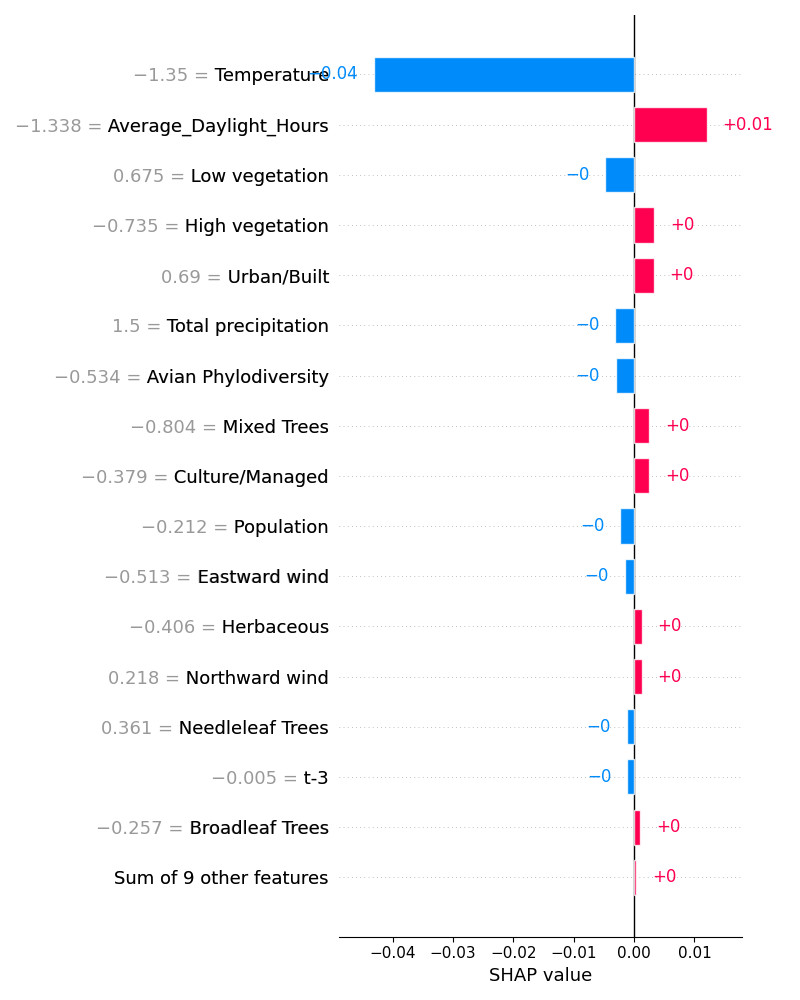 −1.35 = Temperature −0.04
−1.338 = Average_Daylight_Hours +0.01
0.675 = Low vegetation −0
−0.735 = High vegetation +0
0.69 = Urban/Built +0
1.5 = Total precipitation −0
−0.534 = Avian Phylodiversity −0
−0.804 = Mixed Trees +0
−0.379 = Culture/Managed +0
−0.212 = Population −0
−0.513 = Eastward wind −0
−0.406 = Herbaceous +0
0.218 = Northward wind +0
0.361 = Needleleaf Trees −0
−0.005 = t-3 −0
−0.257 = Broadleaf Trees +0
Sum of 9 other features +0
−0.04 −0.03 −0.02 −0.01 0.00 0.01
SHAP value